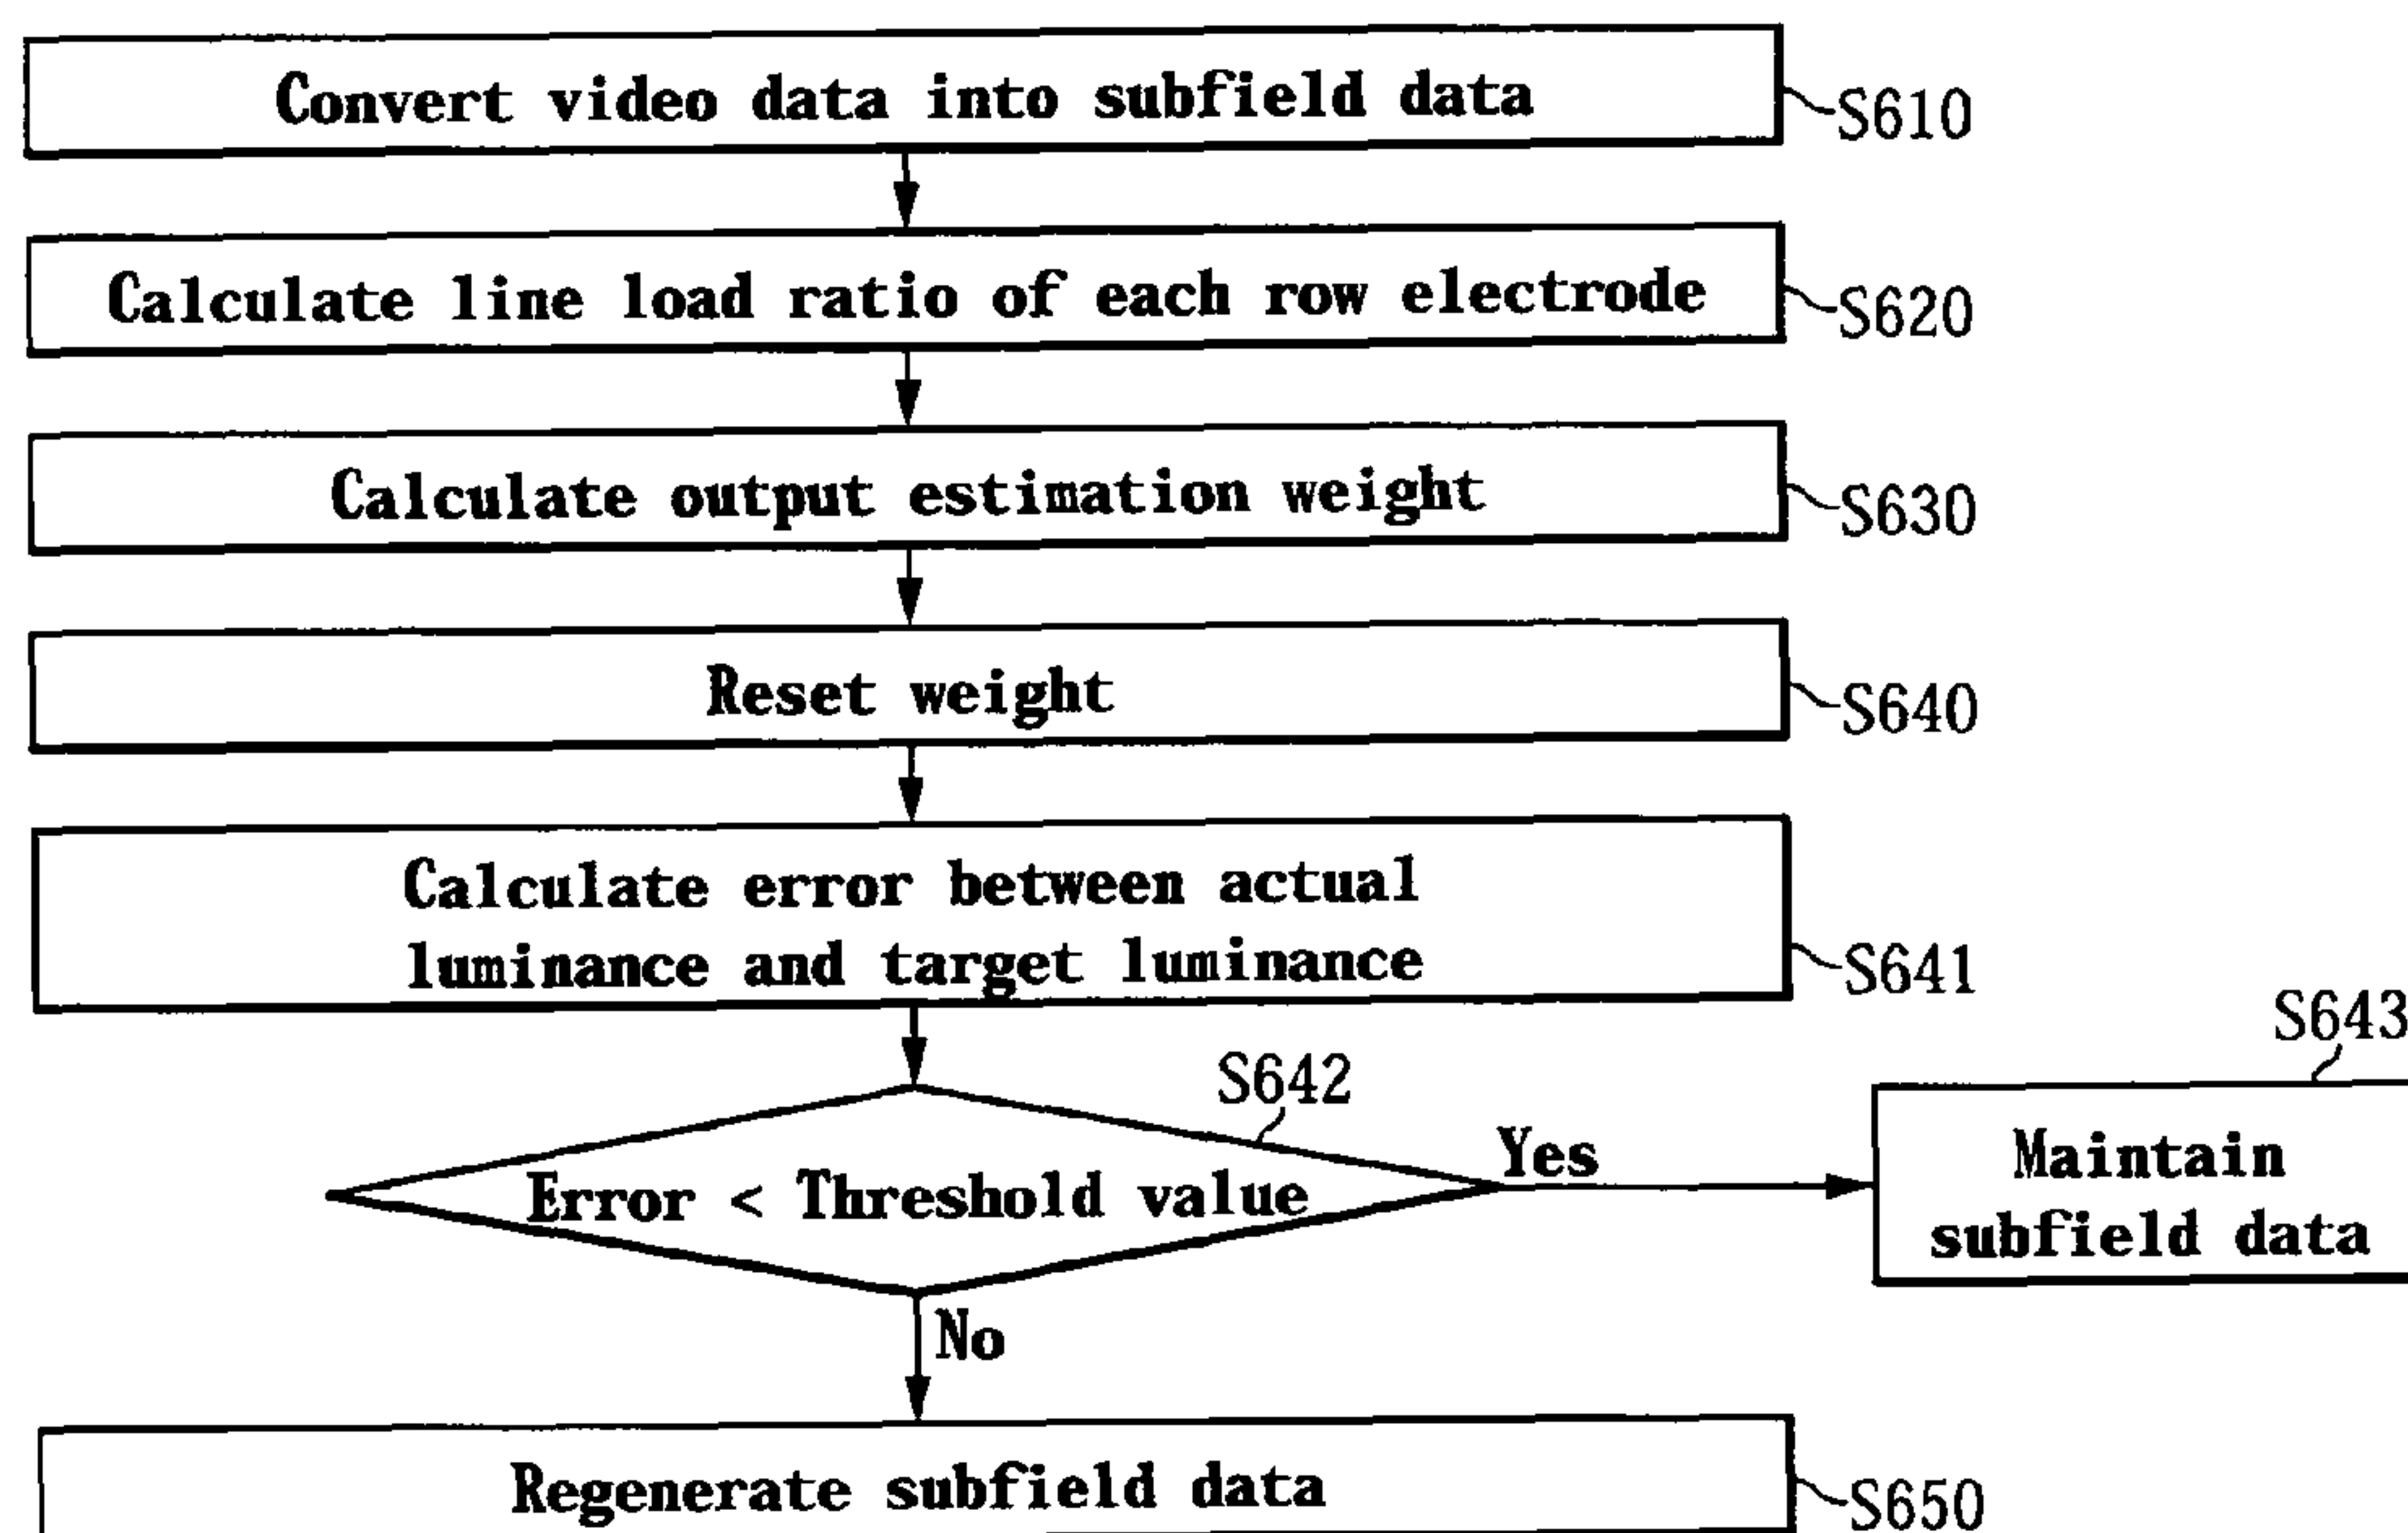 Convert video data into subfield data
S610
Calculate line load ratio of each row electrode
S620
Calculate output estimation weight
S630
Reset weight
S640
Calculate error between actual
luminance and target luminance
S641
S643
S642
Error < Threshold value
Yes
Maintain
subfield data
No
Regenerate subfield data
S650